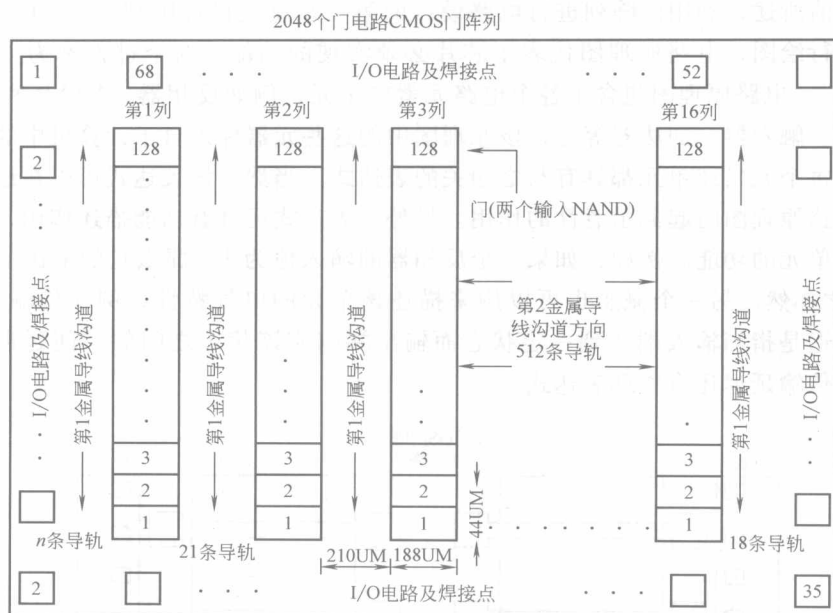 2048个门电路CMOS门阵列
1 68 . . . I/O电路及焊接点 . . . 52
第1列 第2列 第3列 第16列
2 128 128 128 128
门(两个输入NAND)
I/O电路及焊接点
第1金属导线沟道
第1金属导线沟道
第1金属导线沟道
第2金属导
线沟道方向
512条导轨
第1金属导线沟道
I/O电路及焊接点
3 3 3 3
2 2 2 2
1 1 1 1
44UM
n条导轨 21条导轨 18条导轨
210UM 188UM
2 . . . I/O电路及焊接点 . . . 35